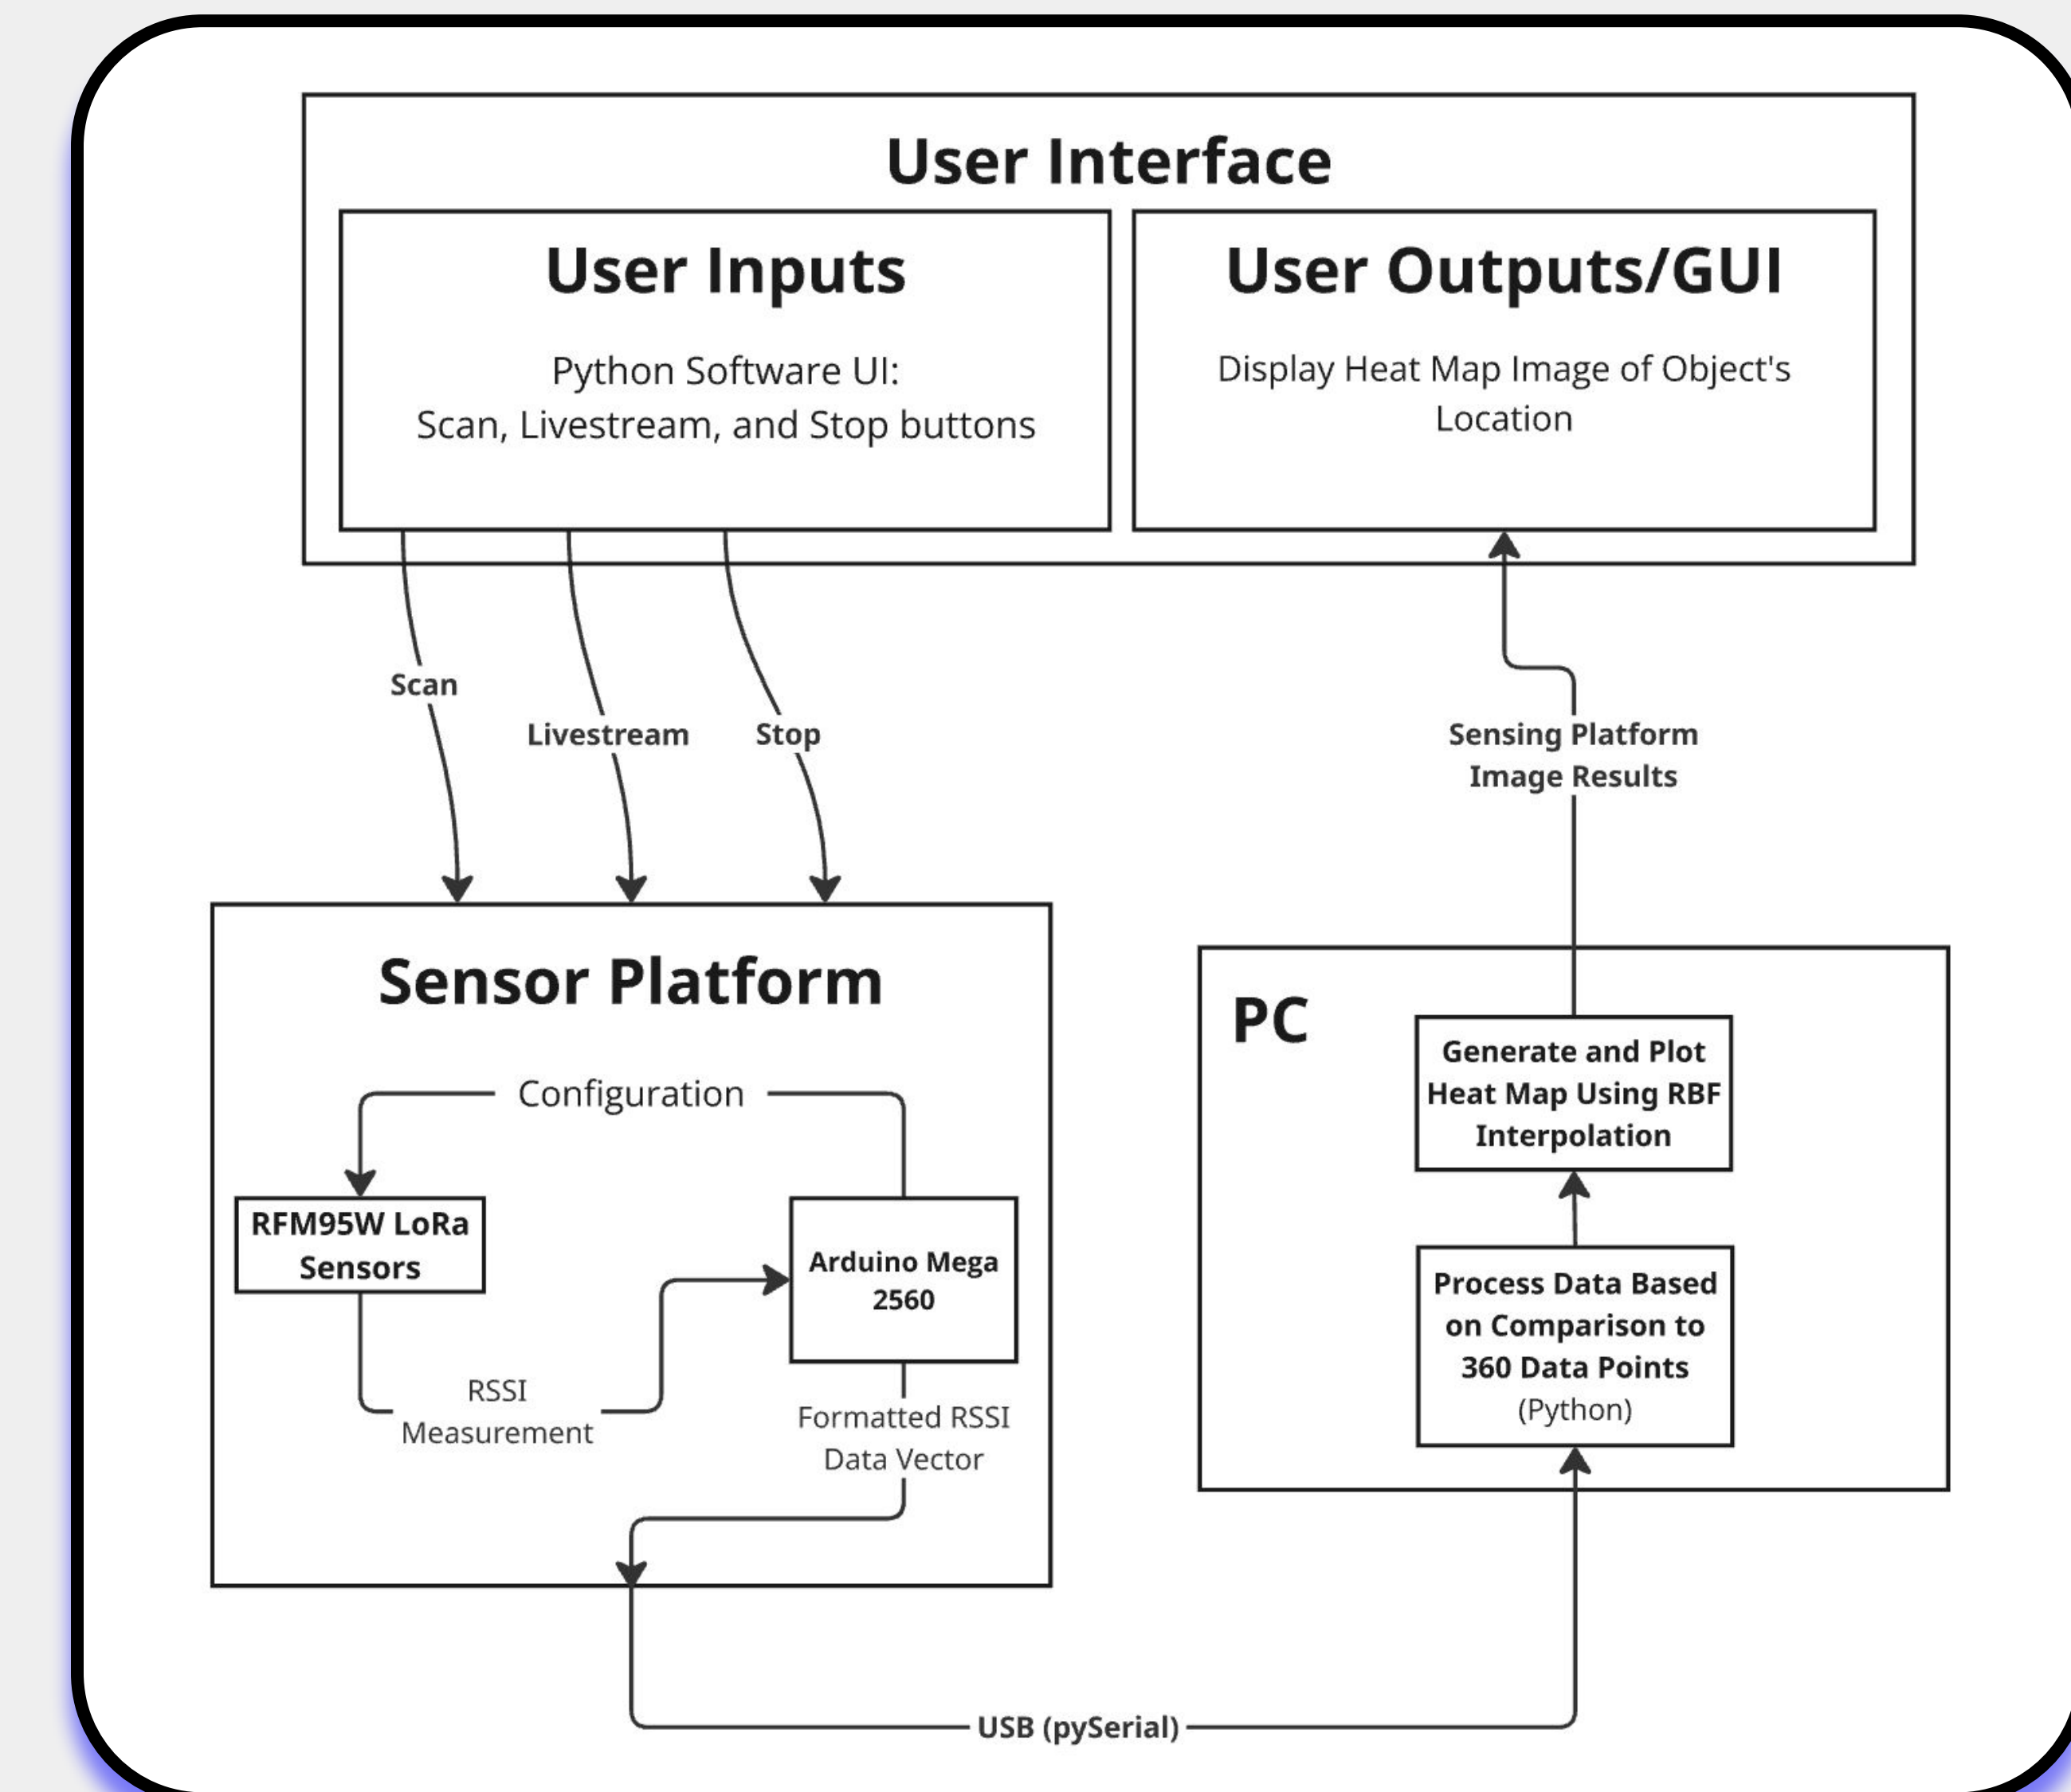 User Interface
User Inputs
Python Software UI:
Scan, Livestream, and Stop buttons
User Outputs/GUI
Display Heat Map Image of Object's
Location
Scan
Livestream
Stop
Sensing Platform
Image Results
Sensor Platform
Configuration
RFM95W LoRa
Sensors
Arduino Mega
2560
RSSI
Measurement
Formatted RSSI
Data Vector
PC
Generate and Plot
Heat Map Using RBF
Interpolation
Process Data Based
on Comparison to
360 Data Points
(Python)
USB (pySerial)